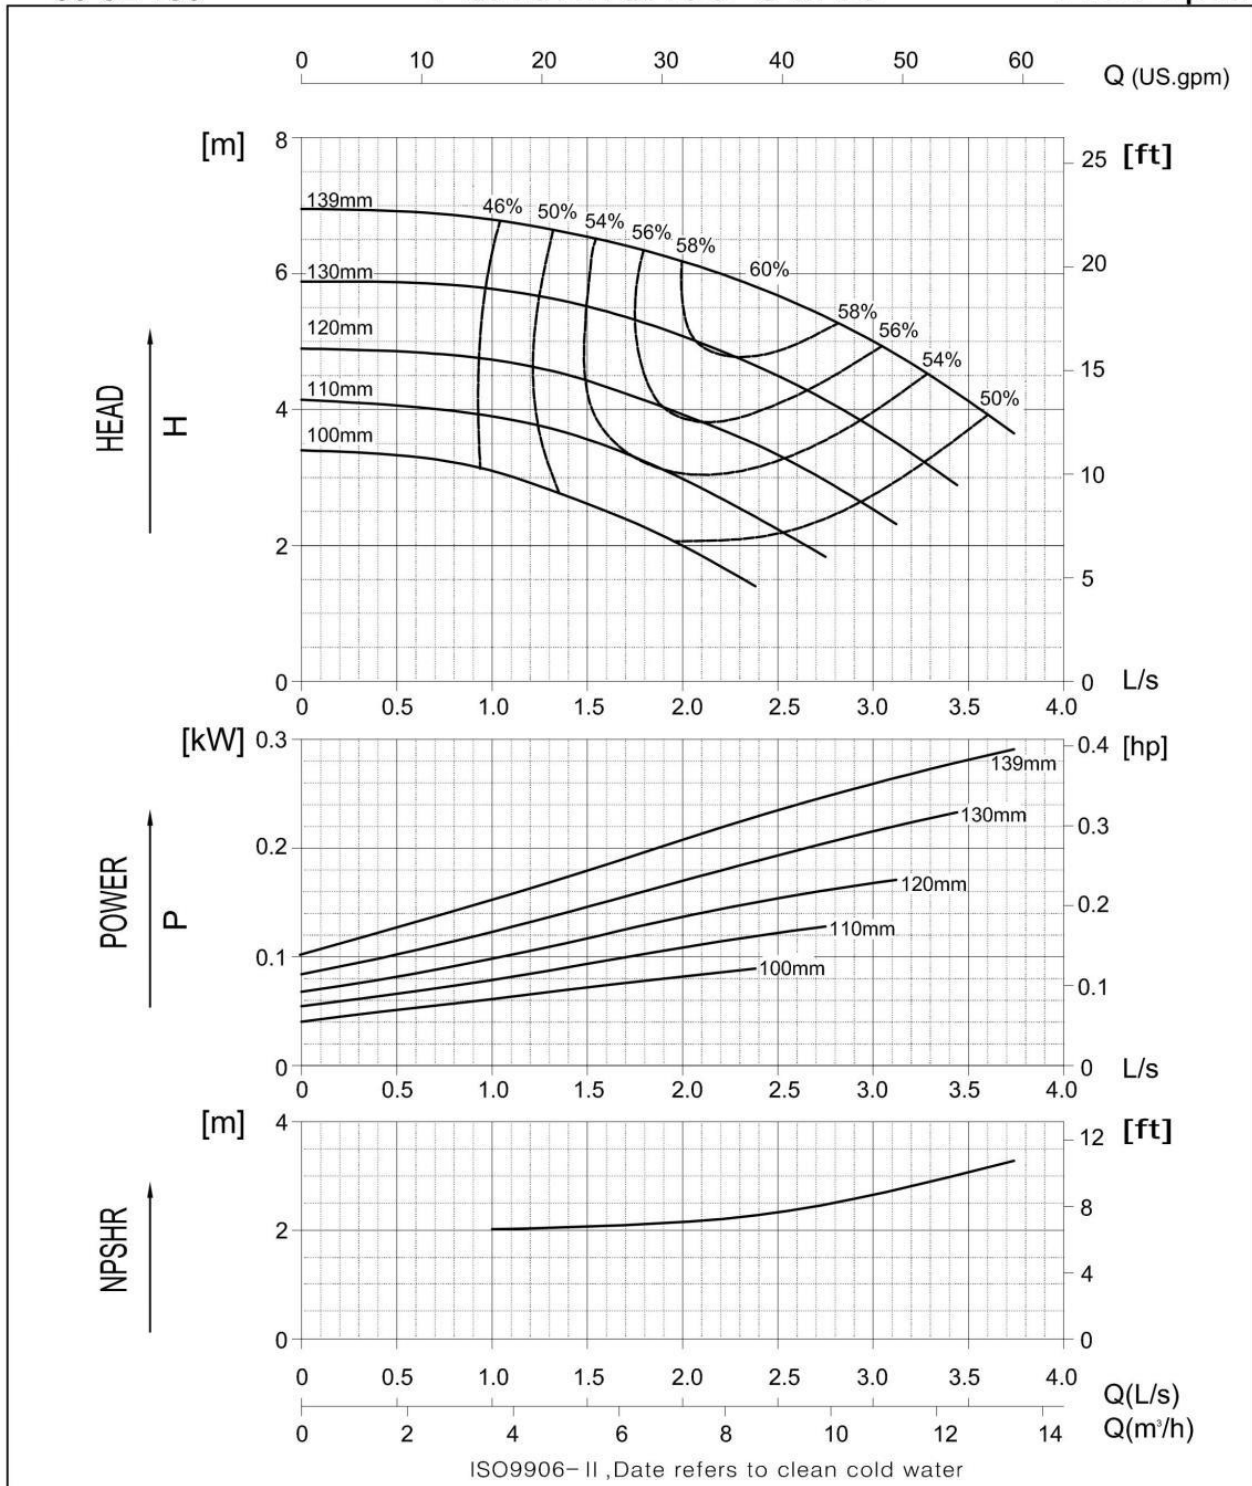 0 10 20 30 40 50 60 Q (US.gpm)
[m] 8 25 [ft]
139mm 46% 50% 54% 56% 58% 60%
6 20
130mm
58% 56% 54% 50%
120mm
15
110mm
4
100mm
10
2
5
0 0 L/s
0 0.5 1.0 1.5 2.0 2.5 3.0 3.5 4.0
HEAD
H
[kW] 0.3 0.4 [hp]
139mm
0.3
130mm
0.2
120mm
0.2
110mm
0.1
100mm
0.1
0 0 L/s
0 0.5 1.0 1.5 2.0 2.5 3.0 3.5 4.0
POWER
P
[m] 4 12 [ft]
8
2
4
0 0
NPSHR
0 0.5 1.0 1.5 2.0 2.5 3.0 3.5 4.0
Q(L/s)
0 2 4 6 8 10 12 14 Q(m³/h)
ISO9906-II ,Date refers to clean cold water